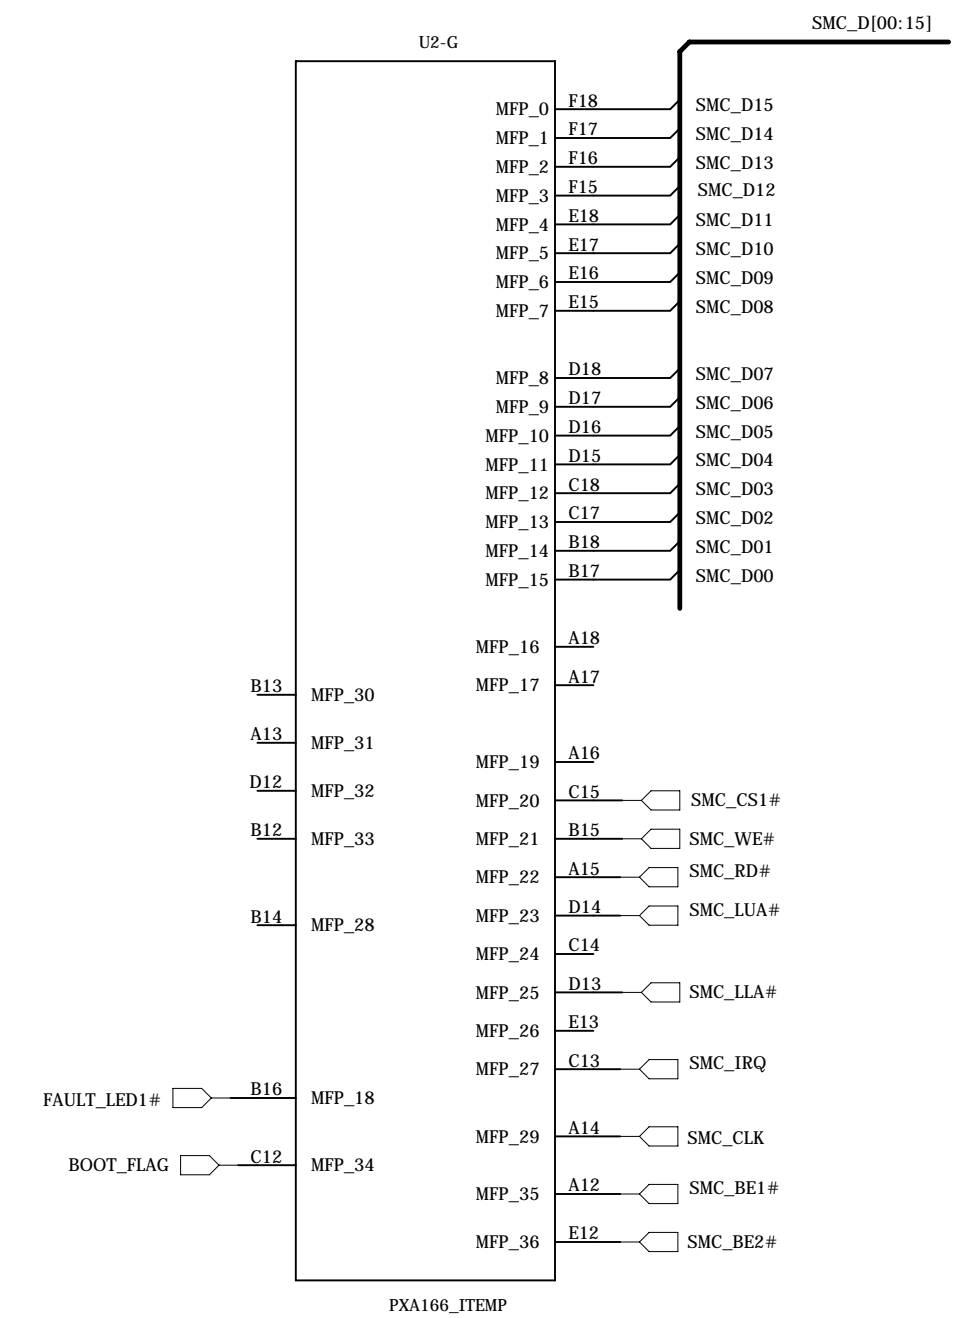 SMC_D[00:15]
U2-G
MFP_0 F18 SMC_D15
MFP_1 F17 SMC_D14
MFP_2 F16 SMC_D13
MFP_3 F15 SMC_D12
MFP_4 E18 SMC_D11
MFP_5 E17 SMC_D10
MFP_6 E16 SMC_D09
MFP_7 E15 SMC_D08
MFP_8 D18 SMC_D07
MFP_9 D17 SMC_D06
MFP_10 D16 SMC_D05
MFP_11 D15 SMC_D04
MFP_12 C18 SMC_D03
MFP_13 C17 SMC_D02
MFP_14 B18 SMC_D01
MFP_15 B17 SMC_D00
MFP_16 A18
MFP_17 A17
B13 MFP_30
A13 MFP_31
MFP_19 A16
D12 MFP_32
MFP_20 C15 SMC_CS1#
B12 MFP_33
MFP_21 B15 SMC_WE#
MFP_22 A15 SMC_RD#
MFP_23 D14 SMC_LUA#
B14 MFP_28
MFP_24 C14
MFP_25 D13 SMC_LLA#
MFP_26 E13
MFP_27 C13 SMC_IRQ
FAULT_LED1# B16 MFP_18
MFP_29 A14 SMC_CLK
BOOT_FLAG C12 MFP_34
MFP_35 A12 SMC_BE1#
MFP_36 E12 SMC_BE2#
PXA166_ITEMP